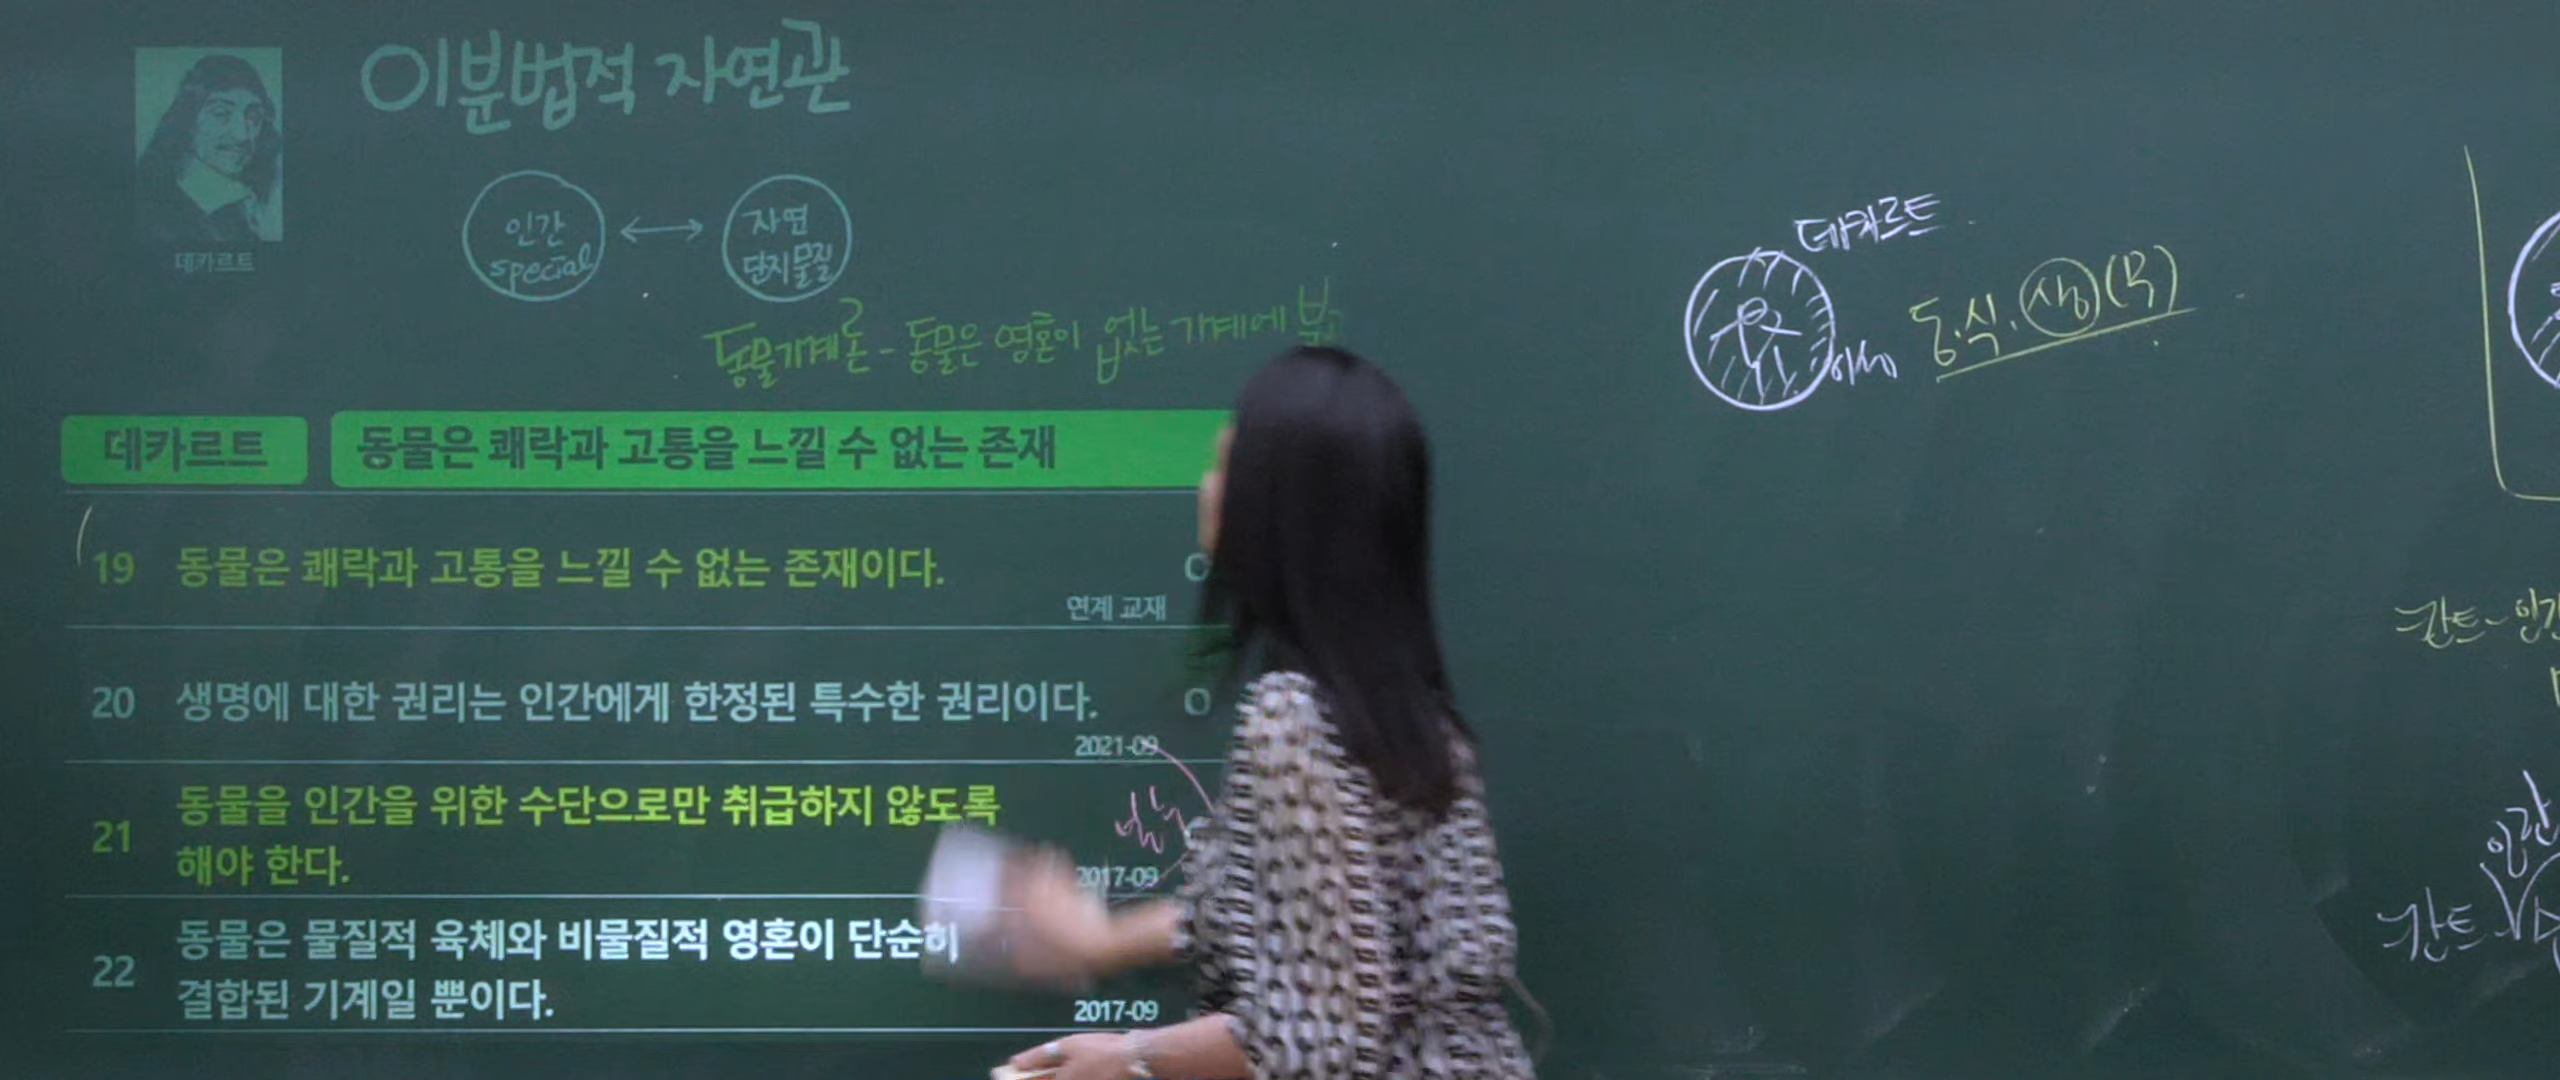 이분법적 자연관
데카르트
인간
special
자연
단지물질
동물기계론 - 동물은 영혼이 없는 기계에
데카르트 동물은 쾌락과 고통을 느낄 수 없는 존재
19 동물은 쾌락과 고통을 느낄 수 없는 존재이다.
연계 교재
20 생명에 대한 권리는 인간에게 한정된 특수한 권리이다. O
2021-09
21 동물을 인간을 위한 수단으로만 취급하지 않도록
해야 한다.
2017-09
22 동물은 물질적 육체와 비물질적 영혼이 단순히
결합된 기계일 뿐이다.
2017-09
데카르트
이성
동.식.생(무)
칸트-
인간
칸트